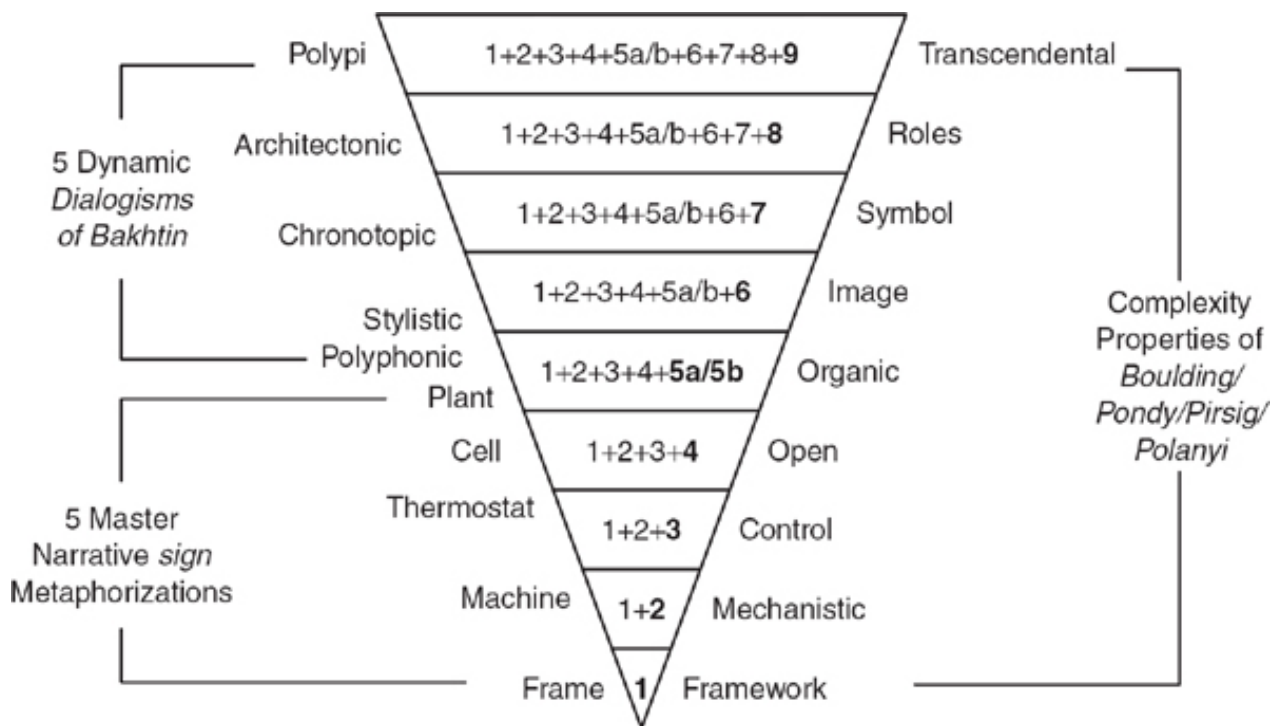 Polypi 1+2+3+4+5a/b+6+7+8+9 Transcendental
Architectonic 1+2+3+4+5a/b+6+7+8 Roles
5 Dynamic
Dialogisms
of Bakhtin
Chronotopic 1+2+3+4+5a/b+6+7 Symbol
Stylistic 1+2+3+4+5a/b+6 Image
Polyphonic 1+2+3+4+5a/5b Organic
Plant
Complexity
Properties of
Boulding/
Pondy/Pirsig/
Polanyi
Cell 1+2+3+4 Open
Thermostat 1+2+3 Control
5 Master
Narrative sign
Metaphorizations
Machine 1+2 Mechanistic
Frame 1 Framework